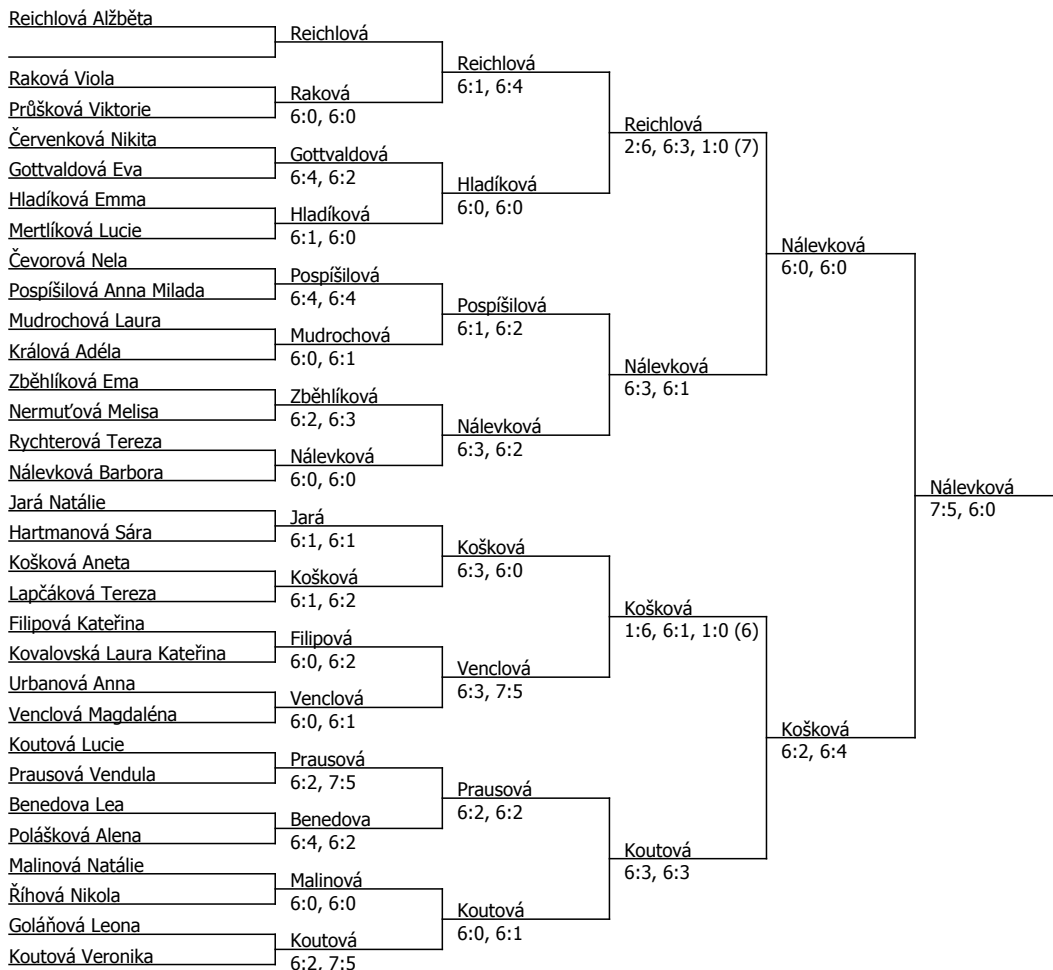 Reichlová Alžběta
Raková Viola
Průšková Viktorie
Červenková Nikita
Gottvaldová Eva
Hladíková Emma
Mertlíková Lucie
Čevorová Nela
Pospíšilová Anna Milada
Mudrochová Laura
Králová Adéla
Zběhlíková Ema
Nermuťová Melisa
Rychterová Tereza
Nálevková Barbora
Jará Natálie
Hartmanová Sára
Košková Aneta
Lapčáková Tereza
Filipová Kateřina
Kovalovská Laura Kateřina
Urbanová Anna
Venclová Magdaléna
Koutová Lucie
Prausová Vendula
Benedova Lea
Polášková Alena
Malinová Natálie
Říhová Nikola
Goláňová Leona
Koutová Veronika
Reichlová
Raková
6:0, 6:0
Gottvaldová
6:4, 6:2
Hladíková
6:1, 6:0
Pospíšilová
6:4, 6:4
Mudrochová
6:0, 6:1
Zběhlíková
6:2, 6:3
Nálevková
6:0, 6:0
Jará
6:1, 6:1
Košková
6:1, 6:2
Filipová
6:0, 6:2
Venclová
6:0, 6:1
Prausová
6:2, 7:5
Benedova
6:4, 6:2
Malinová
6:0, 6:0
Koutová
6:2, 7:5
Reichlová
6:1, 6:4
Hladíková
6:0, 6:0
Pospíšilová
6:1, 6:2
Nálevková
6:3, 6:2
Košková
6:3, 6:0
Venclová
6:3, 7:5
Prausová
6:2, 6:2
Koutová
6:0, 6:1
Reichlová
2:6, 6:3, 1:0 (7)
Nálevková
6:3, 6:1
Košková
1:6, 6:1, 1:0 (6)
Koutová
6:3, 6:3
Nálevková
6:0, 6:0
Košková
6:2, 6:4
Nálevková
7:5, 6:0